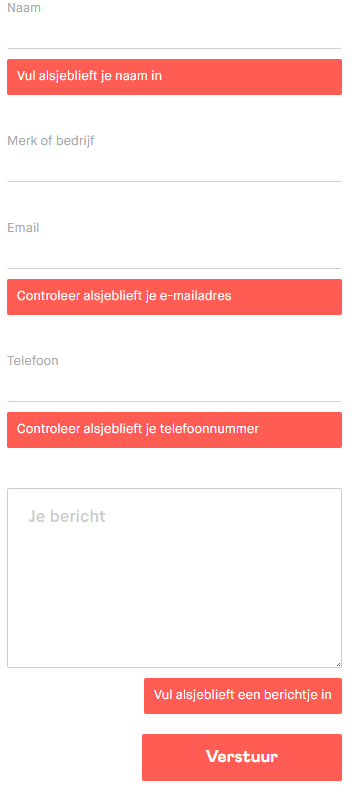 Naam
Vul alsjeblieft je naam in
Merk of bedrijf
Email
Controleer alsjeblieft je e-mailadres
Telefoon
Controleer alsjeblieft je telefoonnummer
Je bericht
Vul alsjeblieft een berichtje in
Verstuur